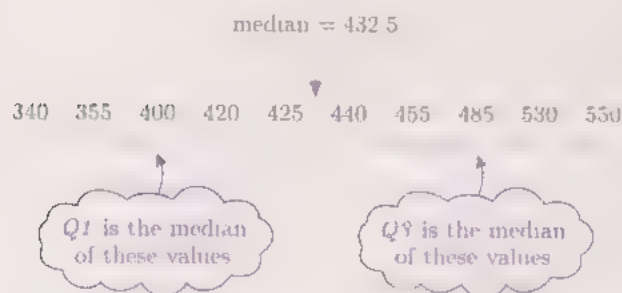 median = 432.5
340 355 400 420 425 440 455 485 530 550
Q1 is the median
of these values
Q3 is the median
of these values